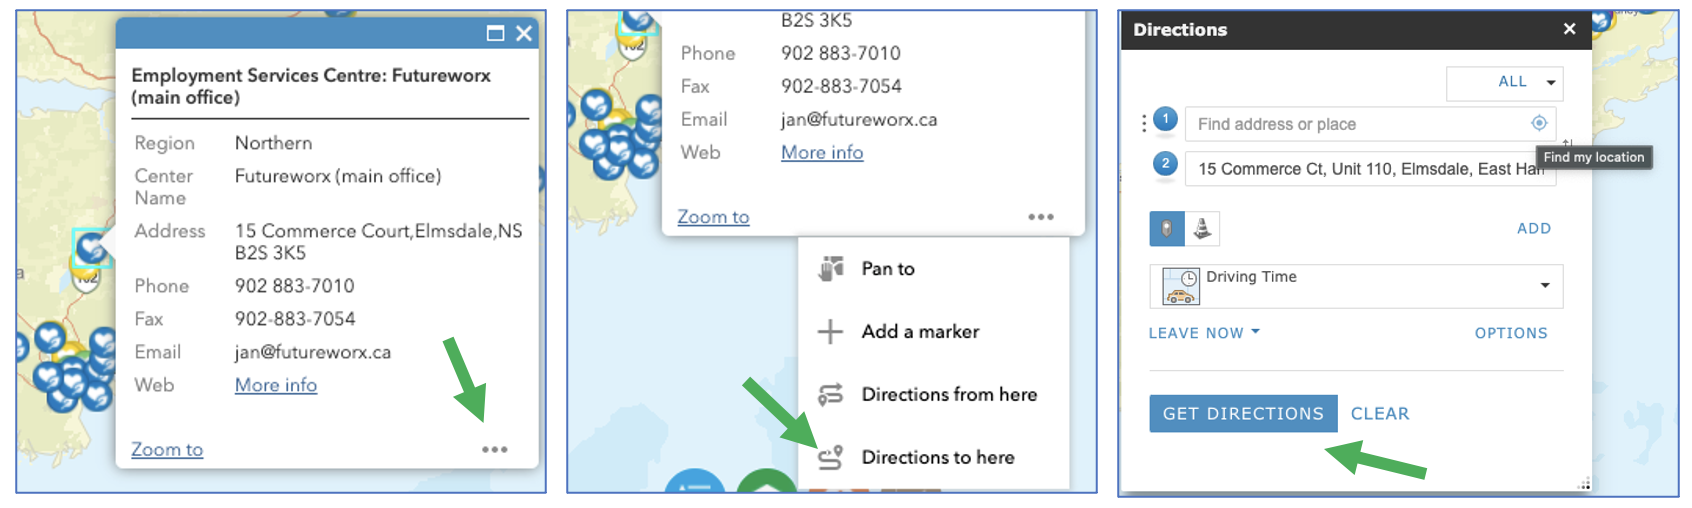 Employment Services Centre: Futureworx
(main office)
Region Northern
Center Name Futureworx (main office)
Address 15 Commerce Court,Elmsdale,NS
B2S 3K5
Phone 902 883-7010
Fax 902-883-7054
Email jan@futureworx.ca
Web More info
Zoom to
102
B2S 3K5
Phone 902 883-7010
Fax 902-883-7054
Email jan@futureworx.ca
Web More info
Zoom to
Pan to
Add a marker
Directions from here
Directions to here
Directions
ALL
1 Find address or place
Find my location
2 15 Commerce Ct, Unit 110, Elmsdale, East Han
ADD
Driving Time
LEAVE NOW
OPTIONS
GET DIRECTIONS CLEAR